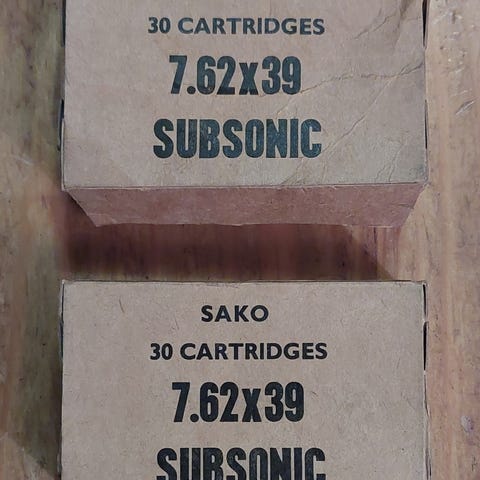 30 CARTRIDGES
7.62x39
SUBSONIC
SAKO
30 CARTRIDGES
7.62x39
SUBSONIC